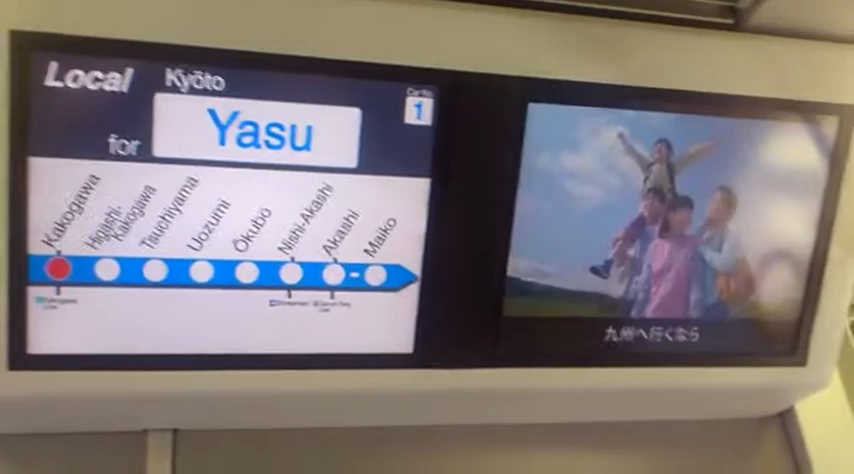 Local Kyōto
Car No.
1
for Yasu
Kakogawa
Higashi-
Kakogawa
Tsuchiyama
Uozumi
Ōkubo
Nishi-Akashi
Akashi
Maiko
九州へ行くなら